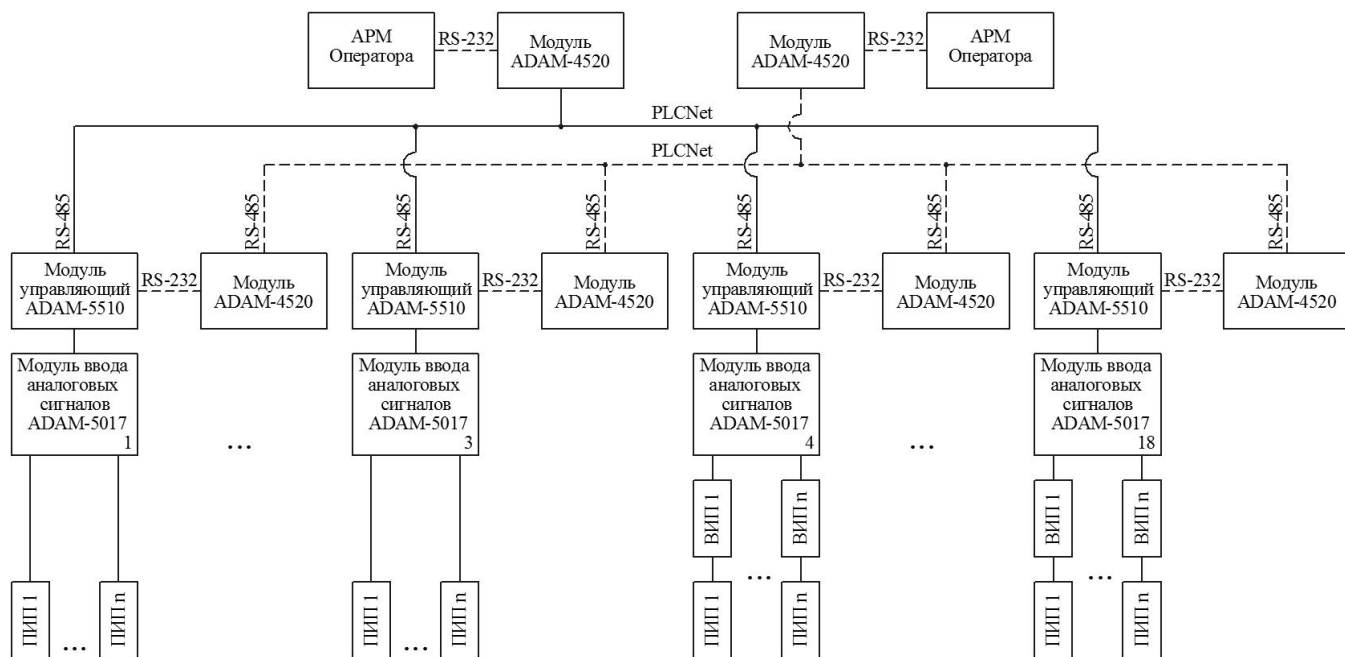 АРМ
Оператора
RS-232
Модуль
ADAM-4520
Модуль
ADAM-4520
RS-232
АРМ
Оператора
PLCNet
PLCNet
RS-485
RS-485
RS-485
RS-485
RS-485
RS-485
RS-485
RS-485
Модуль
управляющий
ADAM-5510
RS-232
Модуль
ADAM-4520
Модуль
управляющий
ADAM-5510
RS-232
Модуль
ADAM-4520
Модуль
управляющий
ADAM-5510
RS-232
Модуль
ADAM-4520
Модуль
управляющий
ADAM-5510
RS-232
Модуль
ADAM-4520
Модуль ввода
аналоговых
сигналов
ADAM-5017
1
...
Модуль ввода
аналоговых
сигналов
ADAM-5017
3
Модуль ввода
аналоговых
сигналов
ADAM-5017
4
...
Модуль ввода
аналоговых
сигналов
ADAM-5017
18
ВИП 1
ВИП n
ВИП 1
ВИП n
ПИП 1
...
ПИП n
ПИП 1
...
ПИП n
ПИП 1
...
ПИП n
ПИП 1
...
ПИП n